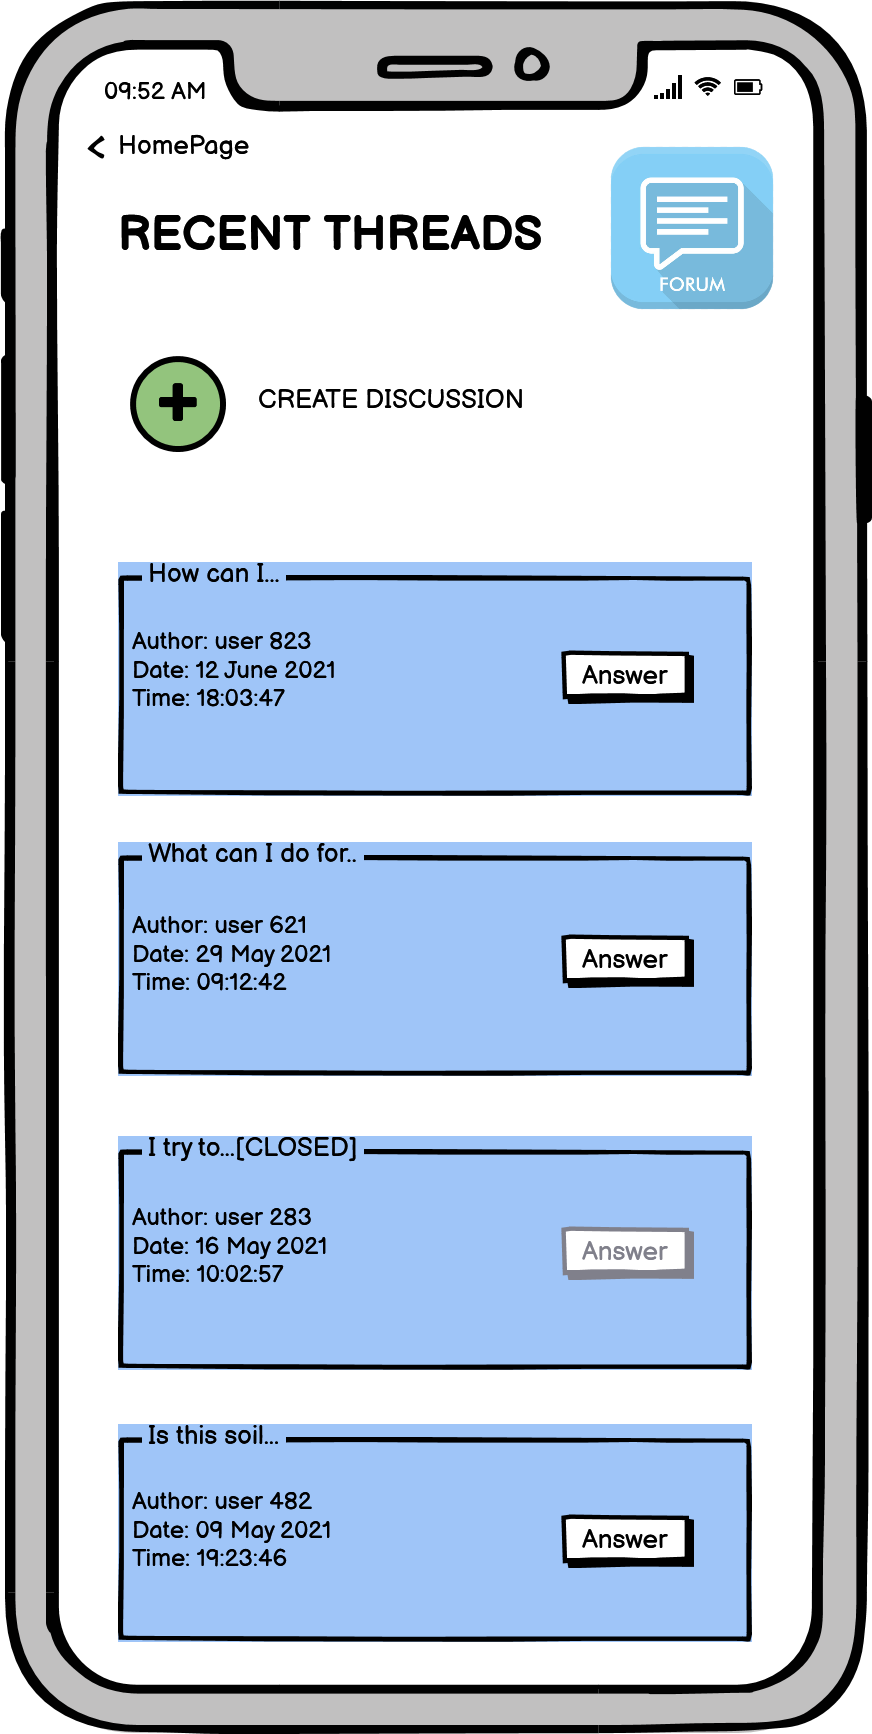 09:52 AM
HomePage
RECENT THREADS
FORUM
CREATE DISCUSSION
How can I...
Author: user 823
Date: 12 June 2021
Time: 18:03:47
Answer
What can I do for..
Author: user 621
Date: 29 May 2021
Time: 09:12:42
Answer
I try to...[CLOSED]
Author: user 283
Date: 16 May 2021
Time: 10:02:57
Answer
Is this soil...
Author: user 482
Date: 09 May 2021
Time: 19:23:46
Answer